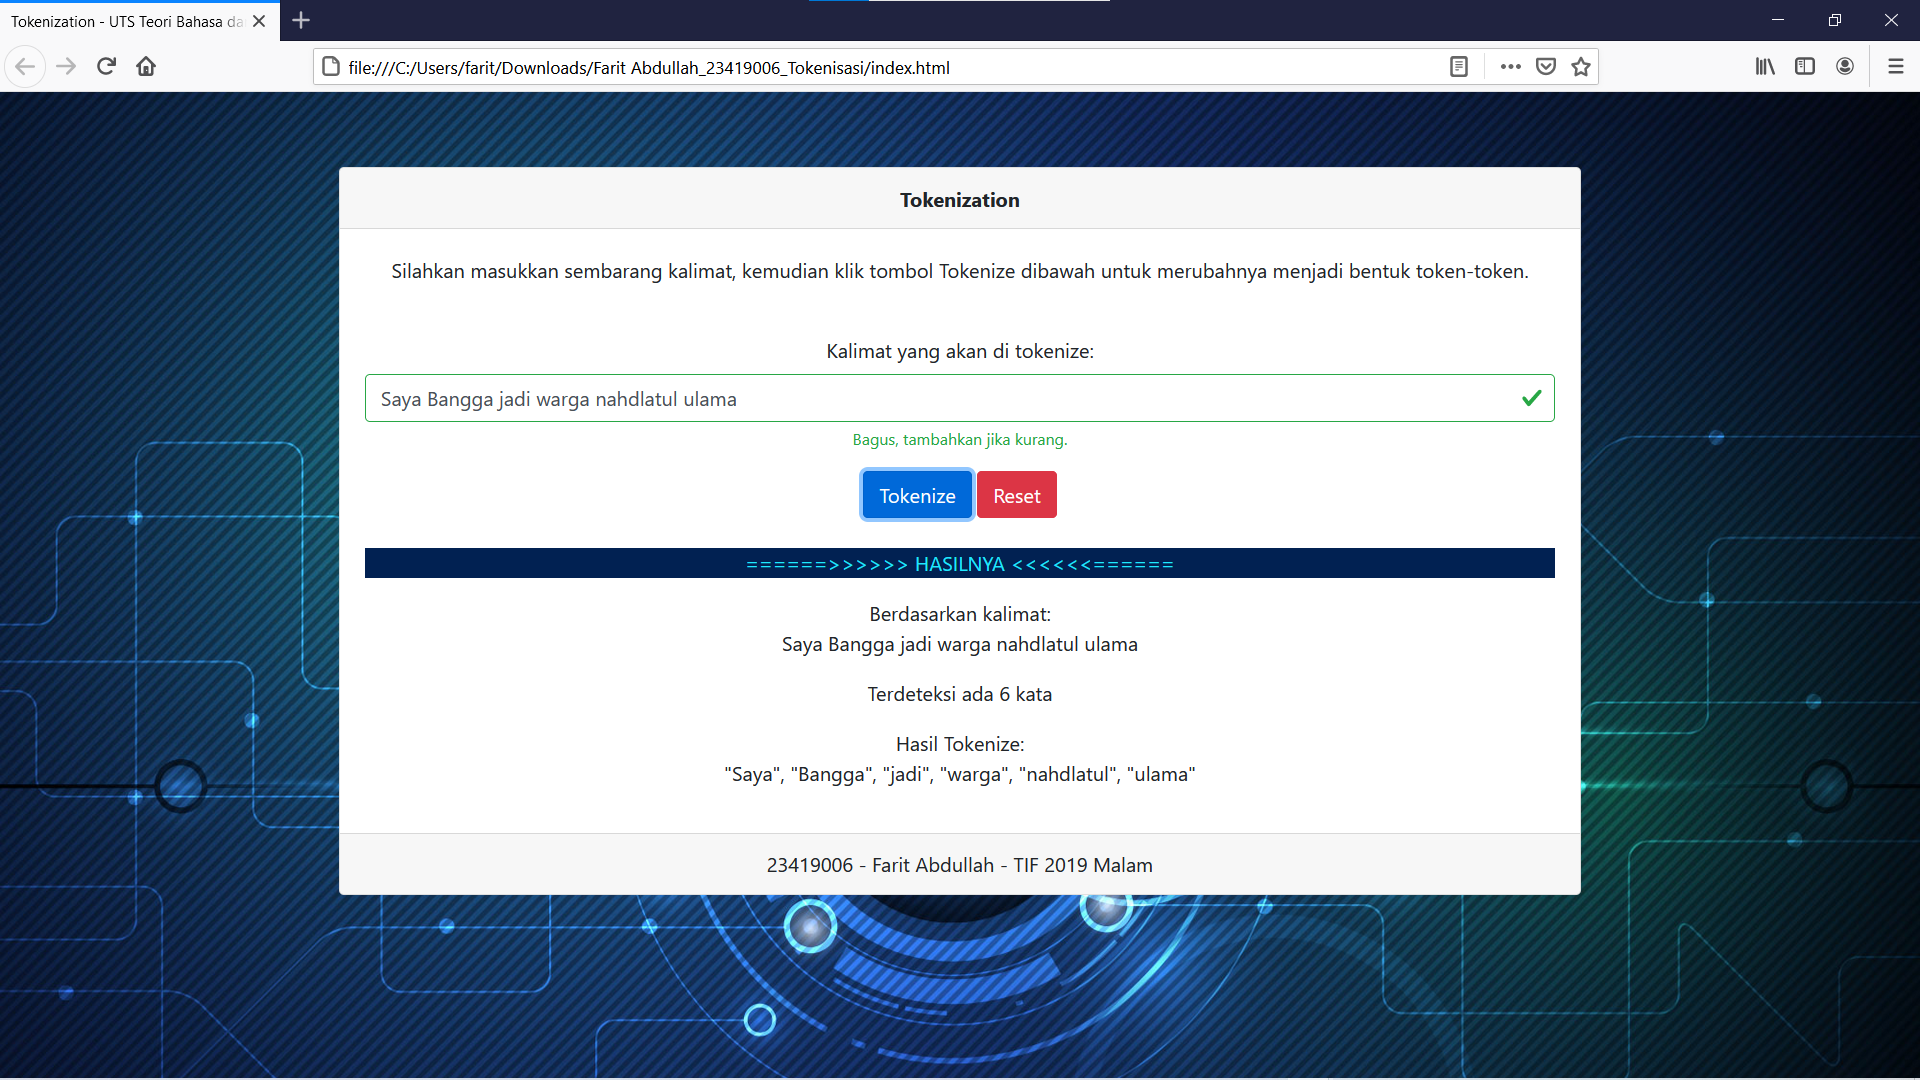 Tokenization - UTS Teori Bahasa da
file:///C:/Users/farit/Downloads/Farit Abdullah_23419006_Tokenisasi/index.html
Tokenization
Silahkan masukkan sembarang kalimat, kemudian klik tombol Tokenize dibawah untuk merubahnya menjadi bentuk token-token.
Kalimat yang akan di tokenize:
Saya Bangga jadi warga nahdlatul ulama
Bagus, tambahkan jika kurang.
Tokenize Reset
======>>>>>> HASILNYA <<<<<<======
Berdasarkan kalimat:
Saya Bangga jadi warga nahdlatul ulama
Terdeteksi ada 6 kata
Hasil Tokenize:
"Saya", "Bangga", "jadi", "warga", "nahdlatul", "ulama"
23419006 - Farit Abdullah - TIF 2019 Malam